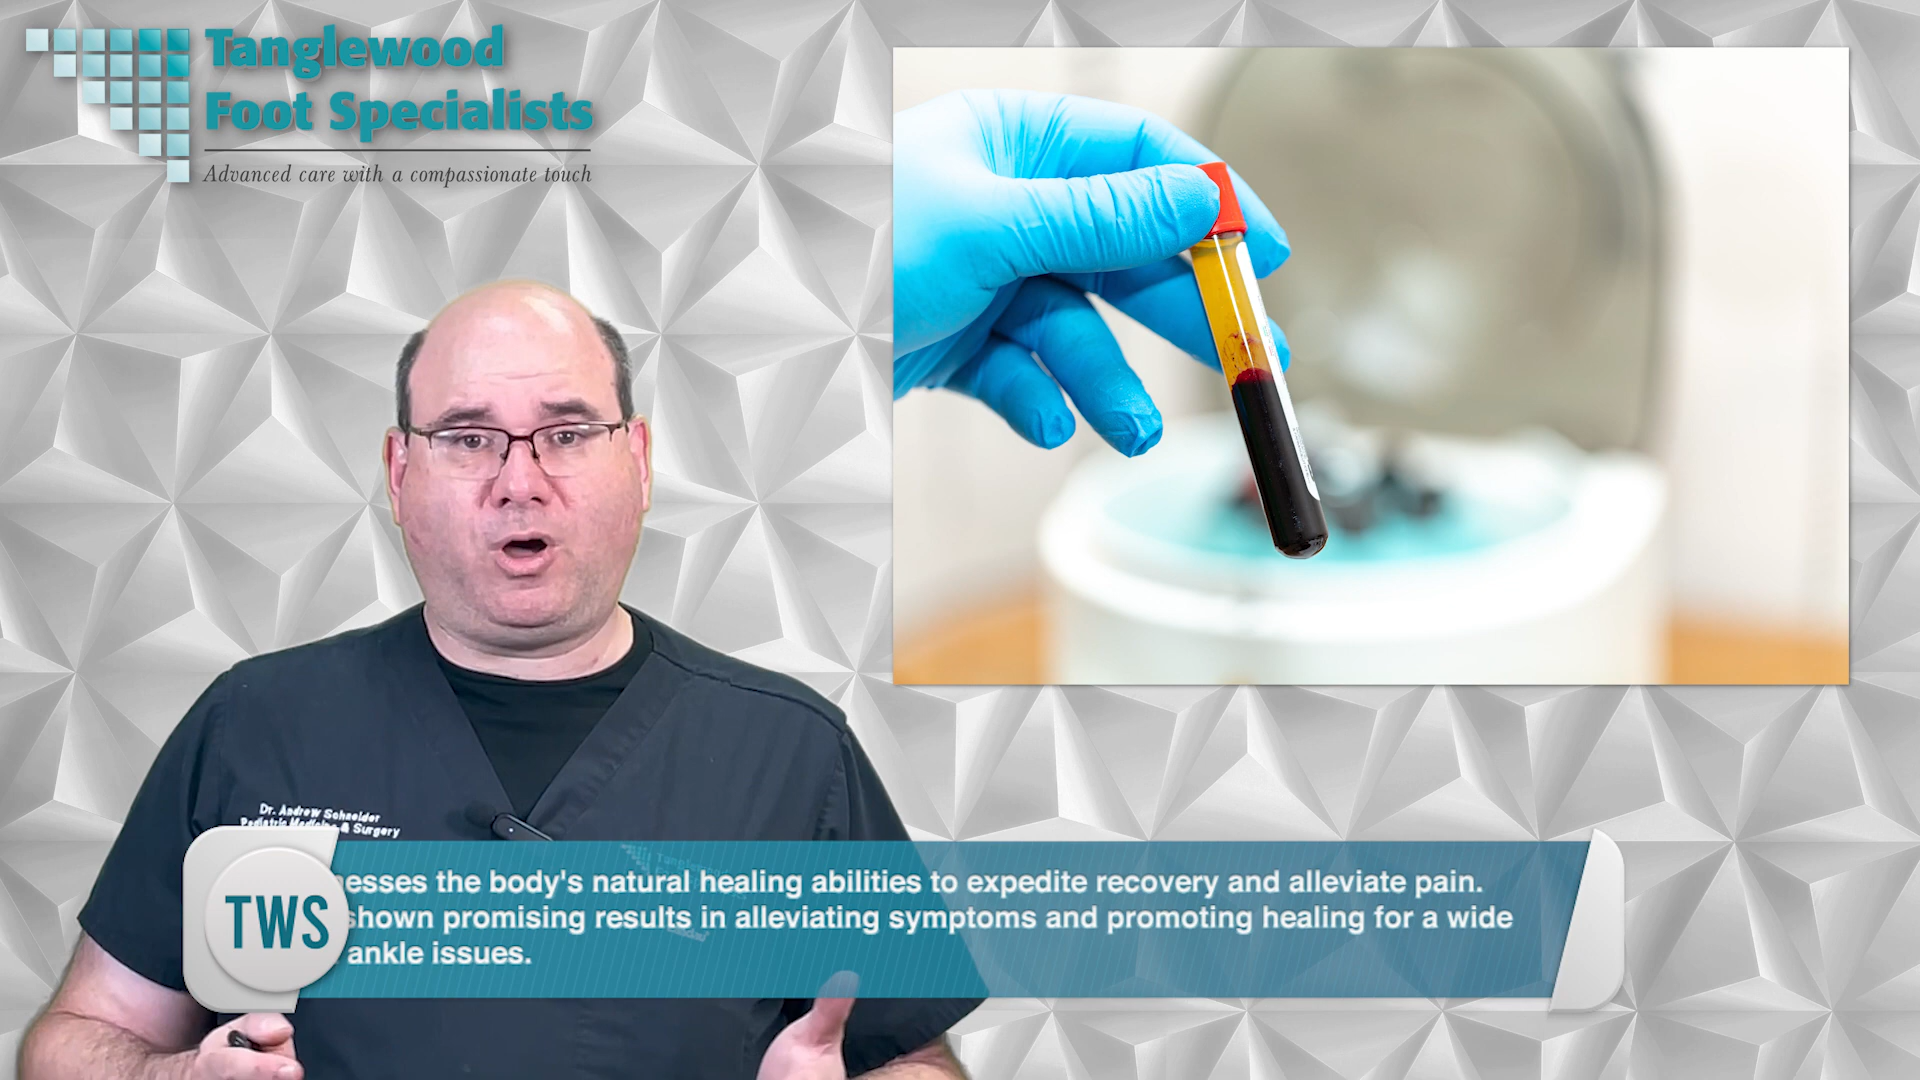 Tanglewood
Foot Specialists
Advanced care with a compassionate touch
Dr. Andrew Schneider
Podiatric Medicine & Surgery
TWS
nesses the body's natural healing abilities to expedite recovery and alleviate pain.
shown promising results in alleviating symptoms and promoting healing for a wide
ankle issues.